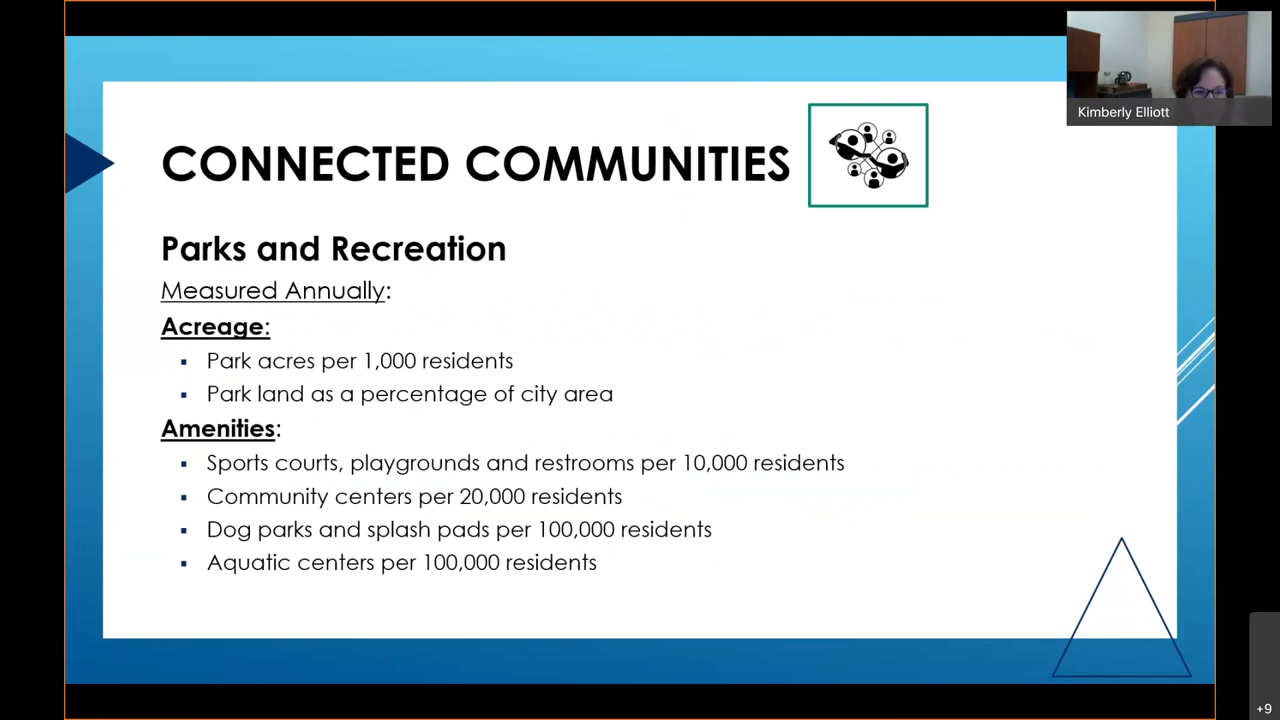 Kimberly Elliott
CONNECTED COMMUNITIES
Parks and Recreation
Measured Annually:
Acreage:
▪ Park acres per 1,000 residents
▪ Park land as a percentage of city area
Amenities:
▪ Sports courts, playgrounds and restrooms per 10,000 residents
▪ Community centers per 20,000 residents
▪ Dog parks and splash pads per 100,000 residents
▪ Aquatic centers per 100,000 residents
+9